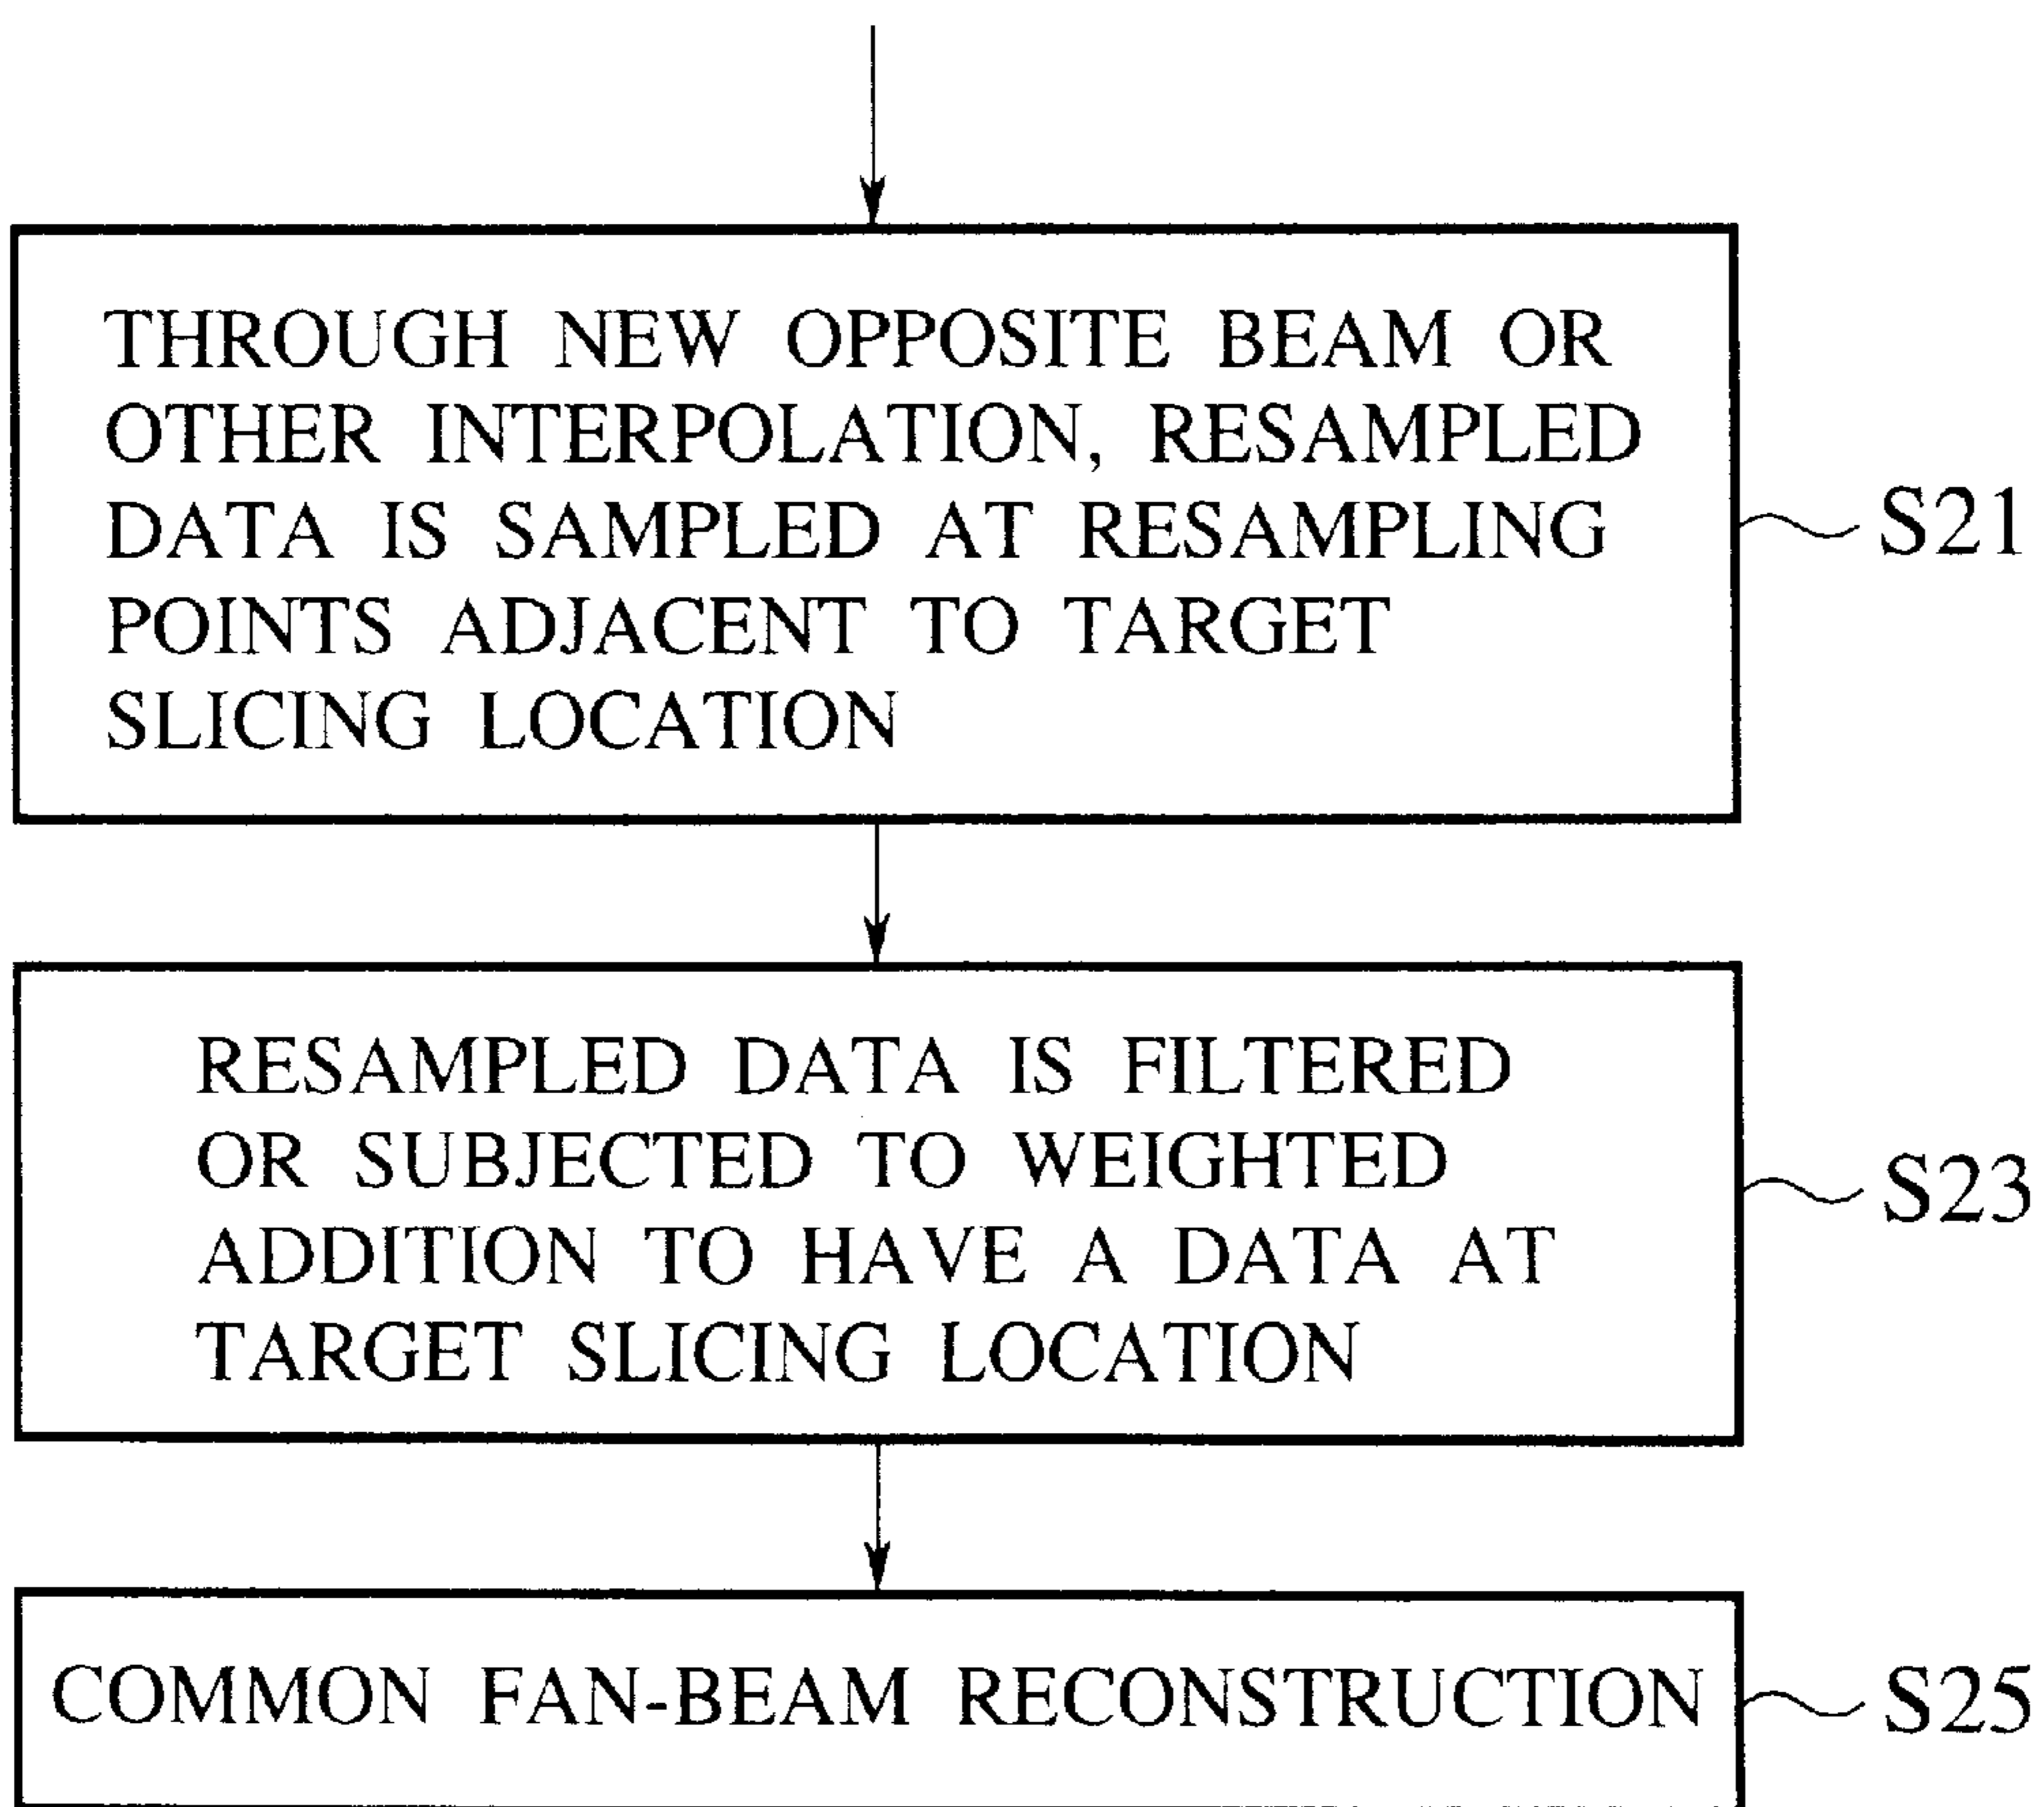 THROUGH NEW OPPOSITE BEAM OR
OTHER INTERPOLATION, RESAMPLED
DATA IS SAMPLED AT RESAMPLING
POINTS ADJACENT TO TARGET
SLICING LOCATION
S21
RESAMPLED DATA IS FILTERED
OR SUBJECTED TO WEIGHTED
ADDITION TO HAVE A DATA AT
TARGET SLICING LOCATION
S23
COMMON FAN-BEAM RECONSTRUCTION
S25